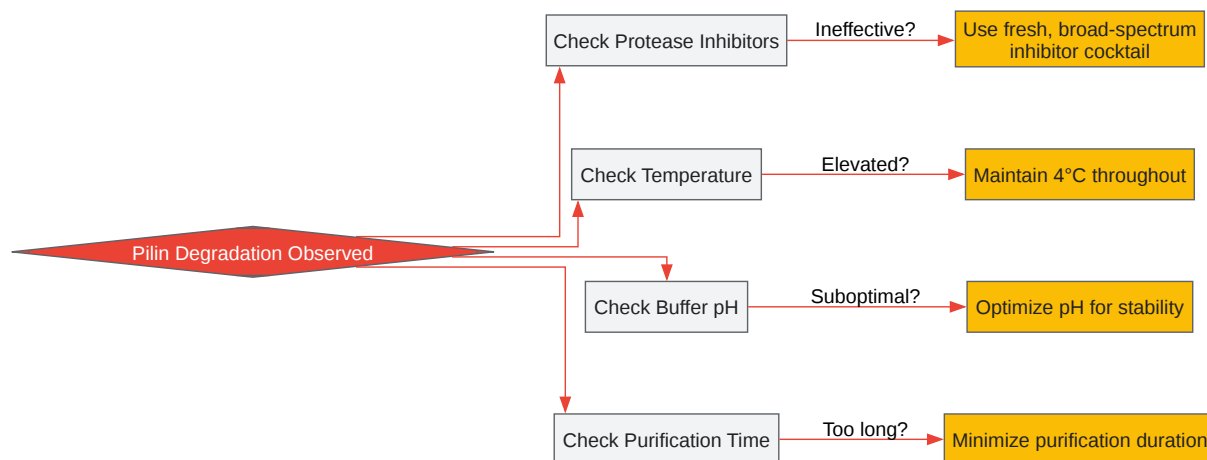 Pilin Degradation Observed
Check Protease Inhibitors
Ineffective?
Use fresh, broad-spectrum
inhibitor cocktail
Check Temperature
Elevated?
Maintain 4°C throughout
Check Buffer pH
Suboptimal?
Optimize pH for stability
Check Purification Time
Too long?
Minimize purification duration